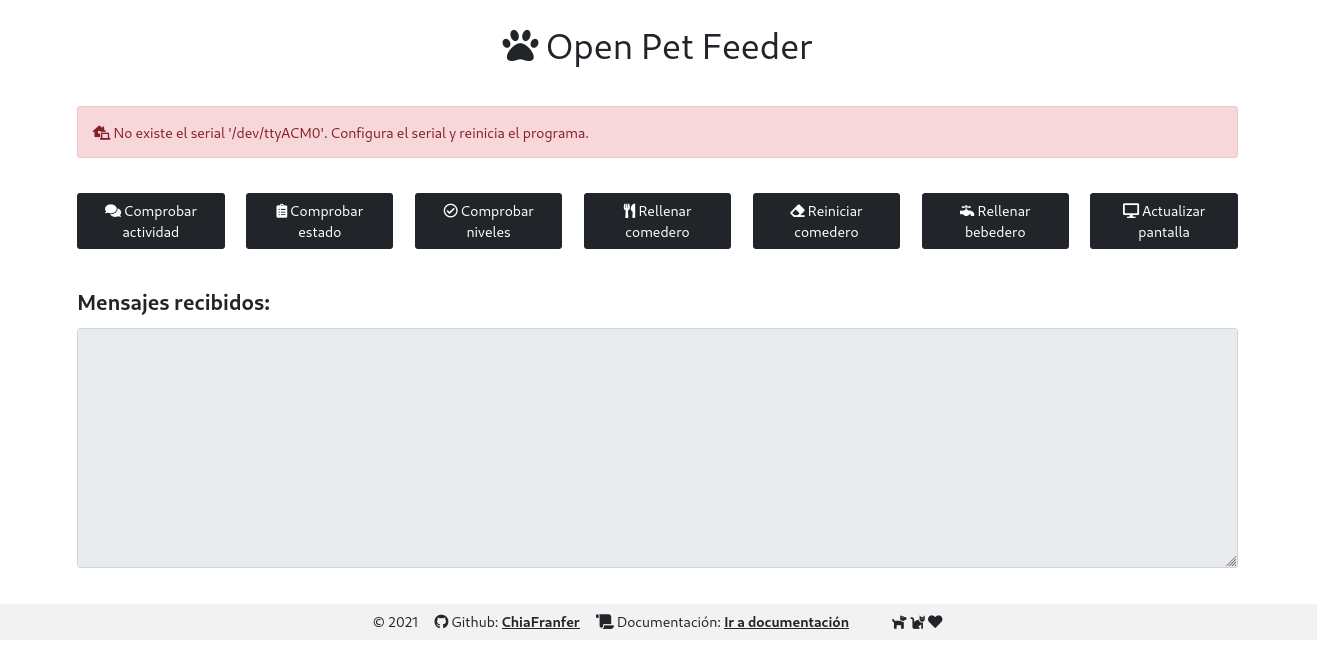 Open Pet Feeder
No existe el serial '/dev/ttyACM0'. Configura el serial y reinicia el programa.
Comprobar actividad
Comprobar estado
Comprobar niveles
Rellenar comedero
Reiniciar comedero
Rellenar bebedero
Actualizar pantalla
Mensajes recibidos:
© 2021 Github: ChiaFranfer Documentación: Ir a documentación